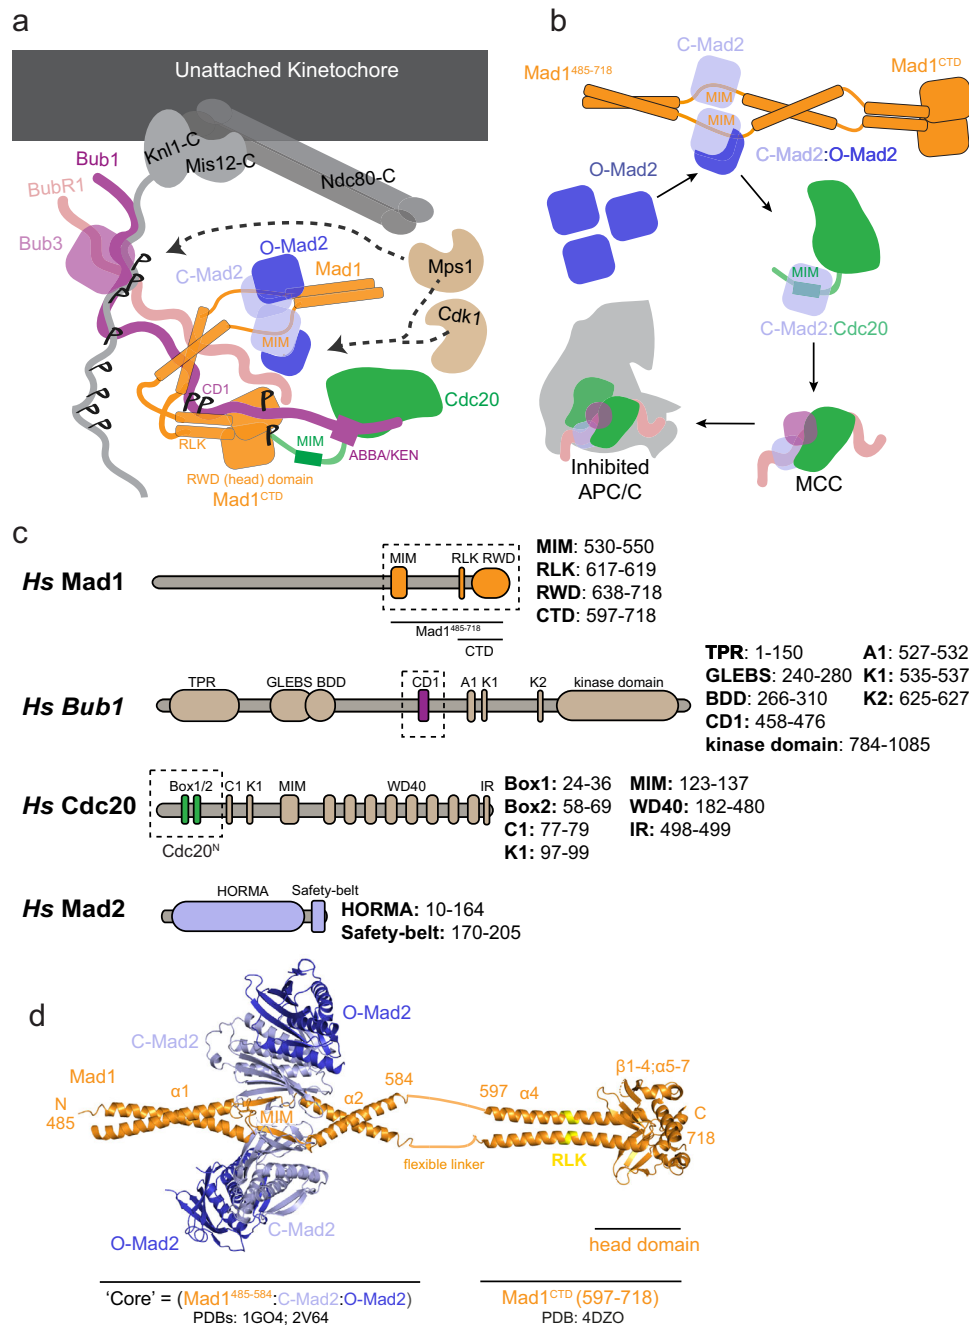 a
Unattached Kinetochore
Knl1-C
Mis12-C
Ndc80-C
Bub1
BubR1
Bub3
O-Mad2
C-Mad2
Mad1
Mps1
Cdk1
MIM
P
P
P
P
P
P
P
P
CD1
P
P
P
P
Cdc20
RLK
MIM
ABBA/KEN
RWD (head) domain
Mad1CTD
b
C-Mad2
Mad1485-718
Mad1CTD
MIM
MIM
C-Mad2:O-Mad2
O-Mad2
MIM
C-Mad2:Cdc20
Inhibited
APC/C
MCC
c
Hs Mad1
MIM
RLK RWD
Mad1485-718
CTD
MIM: 530-550
RLK: 617-619
RWD: 638-718
CTD: 597-718
Hs Bub1
TPR
GLEBS BDD
CD1
A1 K1
K2
kinase domain
TPR: 1-150
GLEBS: 240-280
BDD: 266-310
CD1: 458-476
kinase domain: 784-1085
A1: 527-532
K1: 535-537
K2: 625-627
Hs Cdc20
Box1/2
C1 K1
MIM
WD40
IR
Cdc20N
Box1: 24-36
Box2: 58-69
C1: 77-79
K1: 97-99
MIM: 123-137
WD40: 182-480
IR: 498-499
Hs Mad2
HORMA
Safety-belt
HORMA: 10-164
Safety-belt: 170-205
d
O-Mad2
C-Mad2
Mad1
N
485
α1
MIM
α2
584
597
α4
β1-4;α5-7
C
718
flexible linker
RLK
C-Mad2
O-Mad2
head domain
'Core' = (Mad1485-584:C-Mad2:O-Mad2)
PDBs: 1GO4; 2V64
Mad1CTD (597-718)
PDB: 4DZO